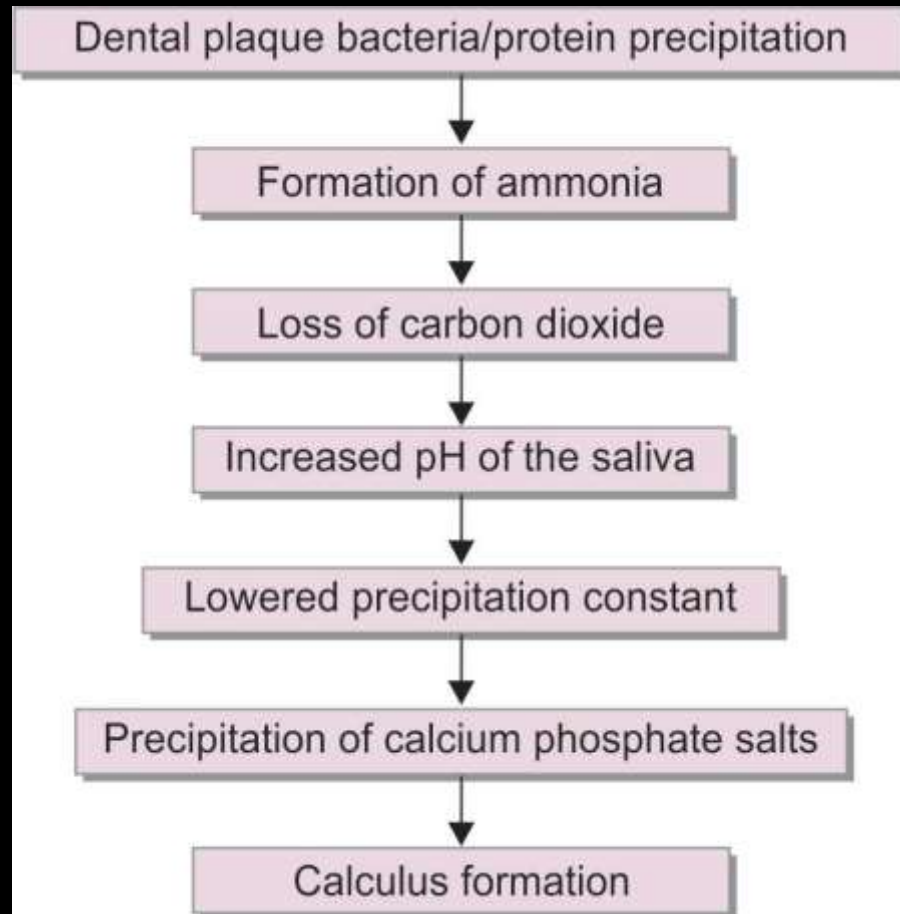 Dental plaque bacteria/protein precipitation
Formation of ammonia
Loss of carbon dioxide
Increased pH of the saliva
Lowered precipitation constant
Precipitation of calcium phosphate salts
Calculus formation